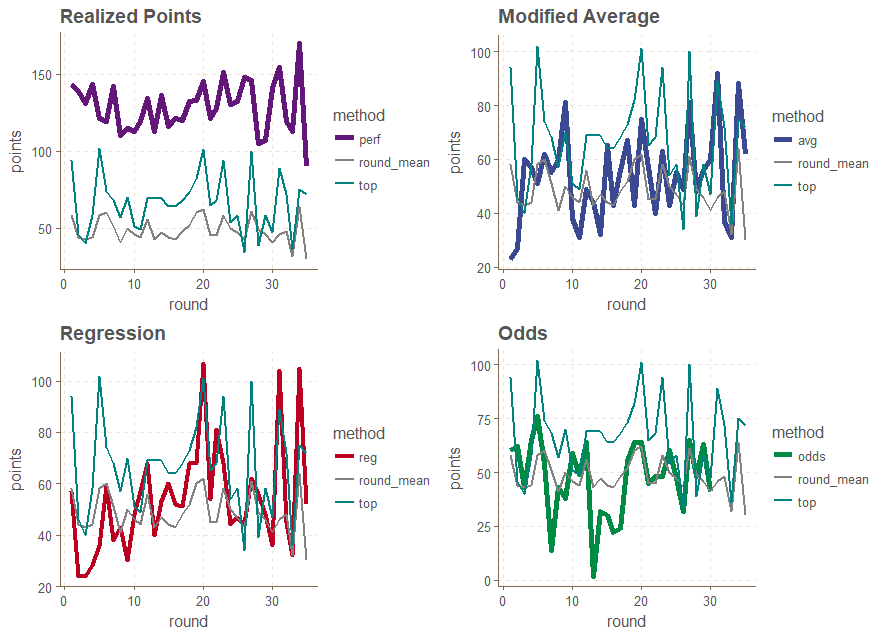 Realized Points
points
150
100
50
0
10
20
30
round
method
perf
round_mean
top
Modified Average
points
100
80
60
40
20
0
10
20
30
round
method
avg
round_mean
top
Regression
points
100
80
60
40
20
0
10
20
30
round
method
reg
round_mean
top
Odds
points
100
75
50
25
0
0
10
20
30
round
method
odds
round_mean
top